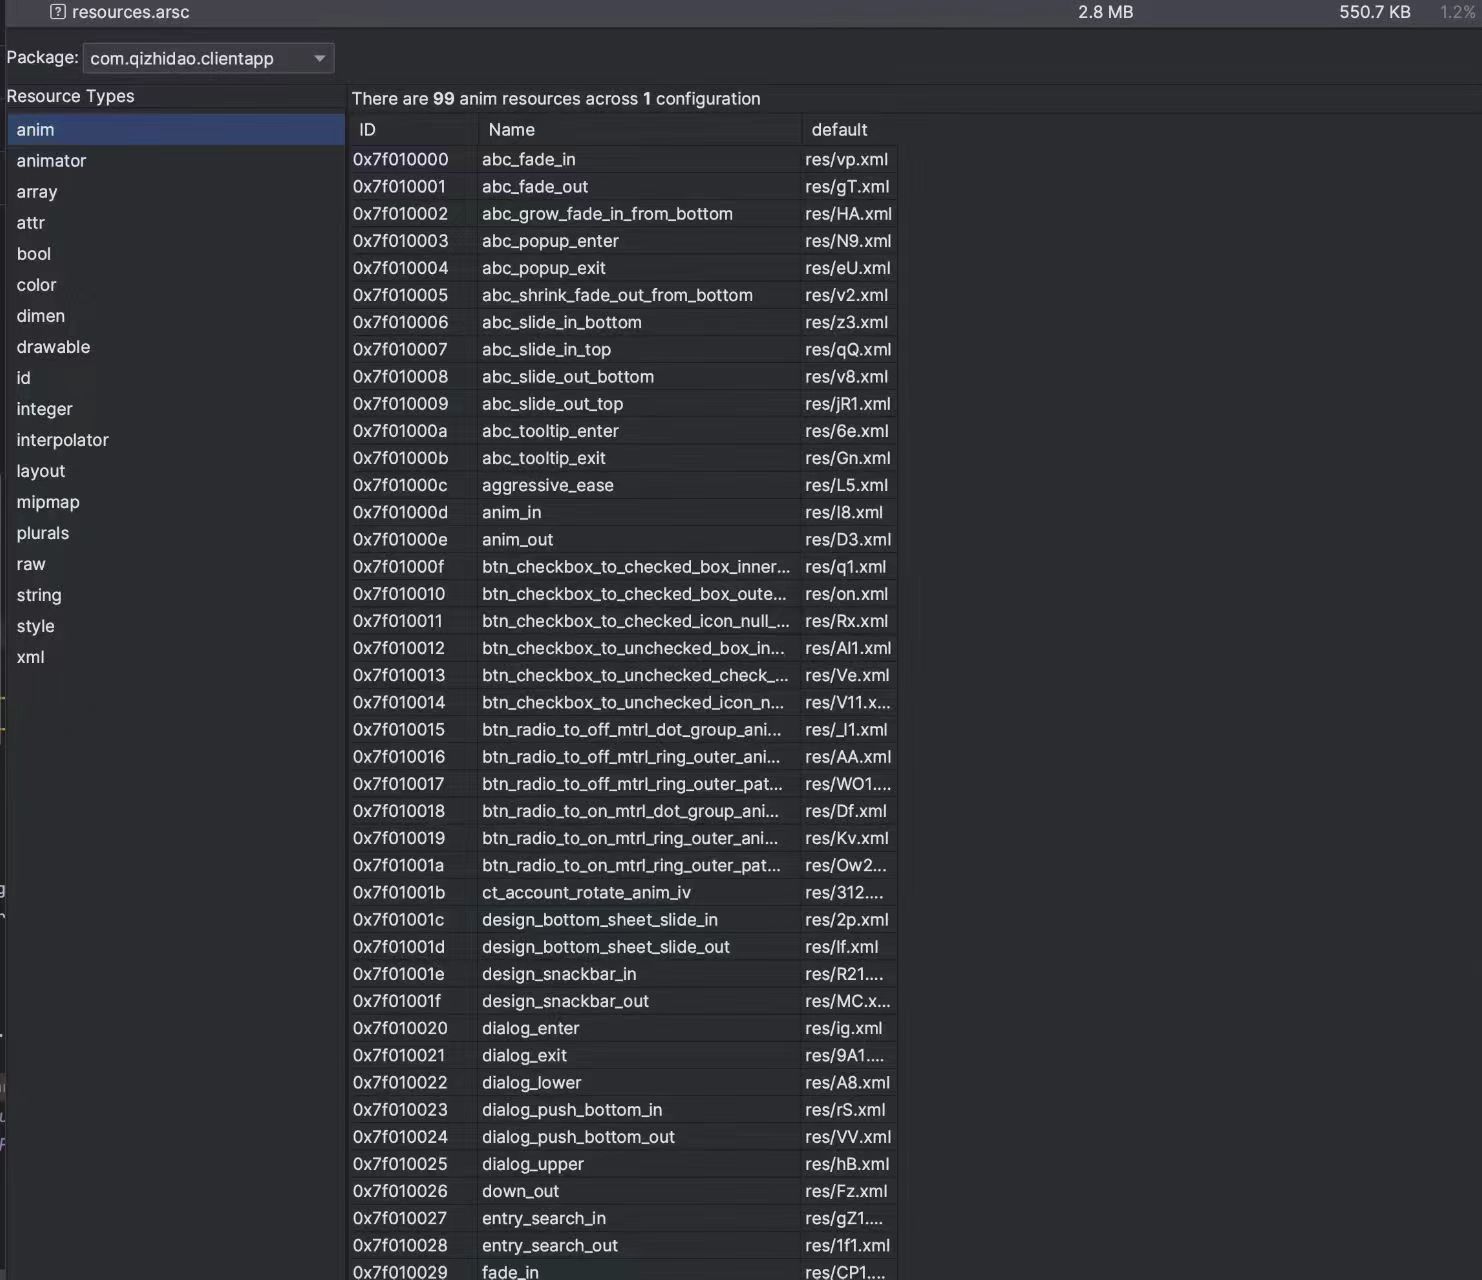 resources.arsc 2.8 MB 550.7 KB 1.2%
Package: com.qizhidao.clientapp
Resource Types
anim
animator
array
attr
bool
color
dimen
drawable
id
integer
interpolator
layout
mipmap
plurals
raw
string
style
xml
There are 99 anim resources across 1 configuration
ID Name default
0x7f010000 abc_fade_in res/vp.xml
0x7f010001 abc_fade_out res/gT.xml
0x7f010002 abc_grow_fade_in_from_bottom res/HA.xml
0x7f010003 abc_popup_enter res/N9.xml
0x7f010004 abc_popup_exit res/eU.xml
0x7f010005 abc_shrink_fade_out_from_bottom res/v2.xml
0x7f010006 abc_slide_in_bottom res/z3.xml
0x7f010007 abc_slide_in_top res/qQ.xml
0x7f010008 abc_slide_out_bottom res/v8.xml
0x7f010009 abc_slide_out_top res/jR1.xml
0x7f01000a abc_tooltip_enter res/6e.xml
0x7f01000b abc_tooltip_exit res/Gn.xml
0x7f01000c aggressive_ease res/L5.xml
0x7f01000d anim_in res/I8.xml
0x7f01000e anim_out res/D3.xml
0x7f01000f btn_checkbox_to_checked_box_inner... res/q1.xml
0x7f010010 btn_checkbox_to_checked_box_oute... res/on.xml
0x7f010011 btn_checkbox_to_checked_icon_null_... res/Rx.xml
0x7f010012 btn_checkbox_to_unchecked_box_in... res/Al1.xml
0x7f010013 btn_checkbox_to_unchecked_check_... res/Ve.xml
0x7f010014 btn_checkbox_to_unchecked_icon_n... res/V11.x...
0x7f010015 btn_radio_to_off_mtrl_dot_group_ani... res/_I1.xml
0x7f010016 btn_radio_to_off_mtrl_ring_outer_ani... res/AA.xml
0x7f010017 btn_radio_to_off_mtrl_ring_outer_pat... res/WO1....
0x7f010018 btn_radio_to_on_mtrl_dot_group_ani... res/Df.xml
0x7f010019 btn_radio_to_on_mtrl_ring_outer_ani... res/Kv.xml
0x7f01001a btn_radio_to_on_mtrl_ring_outer_pat... res/Ow2...
0x7f01001b ct_account_rotate_anim_iv res/312....
0x7f01001c design_bottom_sheet_slide_in res/2p.xml
0x7f01001d design_bottom_sheet_slide_out res/lf.xml
0x7f01001e design_snackbar_in res/R21....
0x7f01001f design_snackbar_out res/MC.x...
0x7f010020 dialog_enter res/ig.xml
0x7f010021 dialog_exit res/9A1....
0x7f010022 dialog_lower res/A8.xml
0x7f010023 dialog_push_bottom_in res/rS.xml
0x7f010024 dialog_push_bottom_out res/VV.xml
0x7f010025 dialog_upper res/hB.xml
0x7f010026 down_out res/Fz.xml
0x7f010027 entry_search_in res/gZ1....
0x7f010028 entry_search_out res/1f1.xml
0x7f010029 fade_in res/CP1....